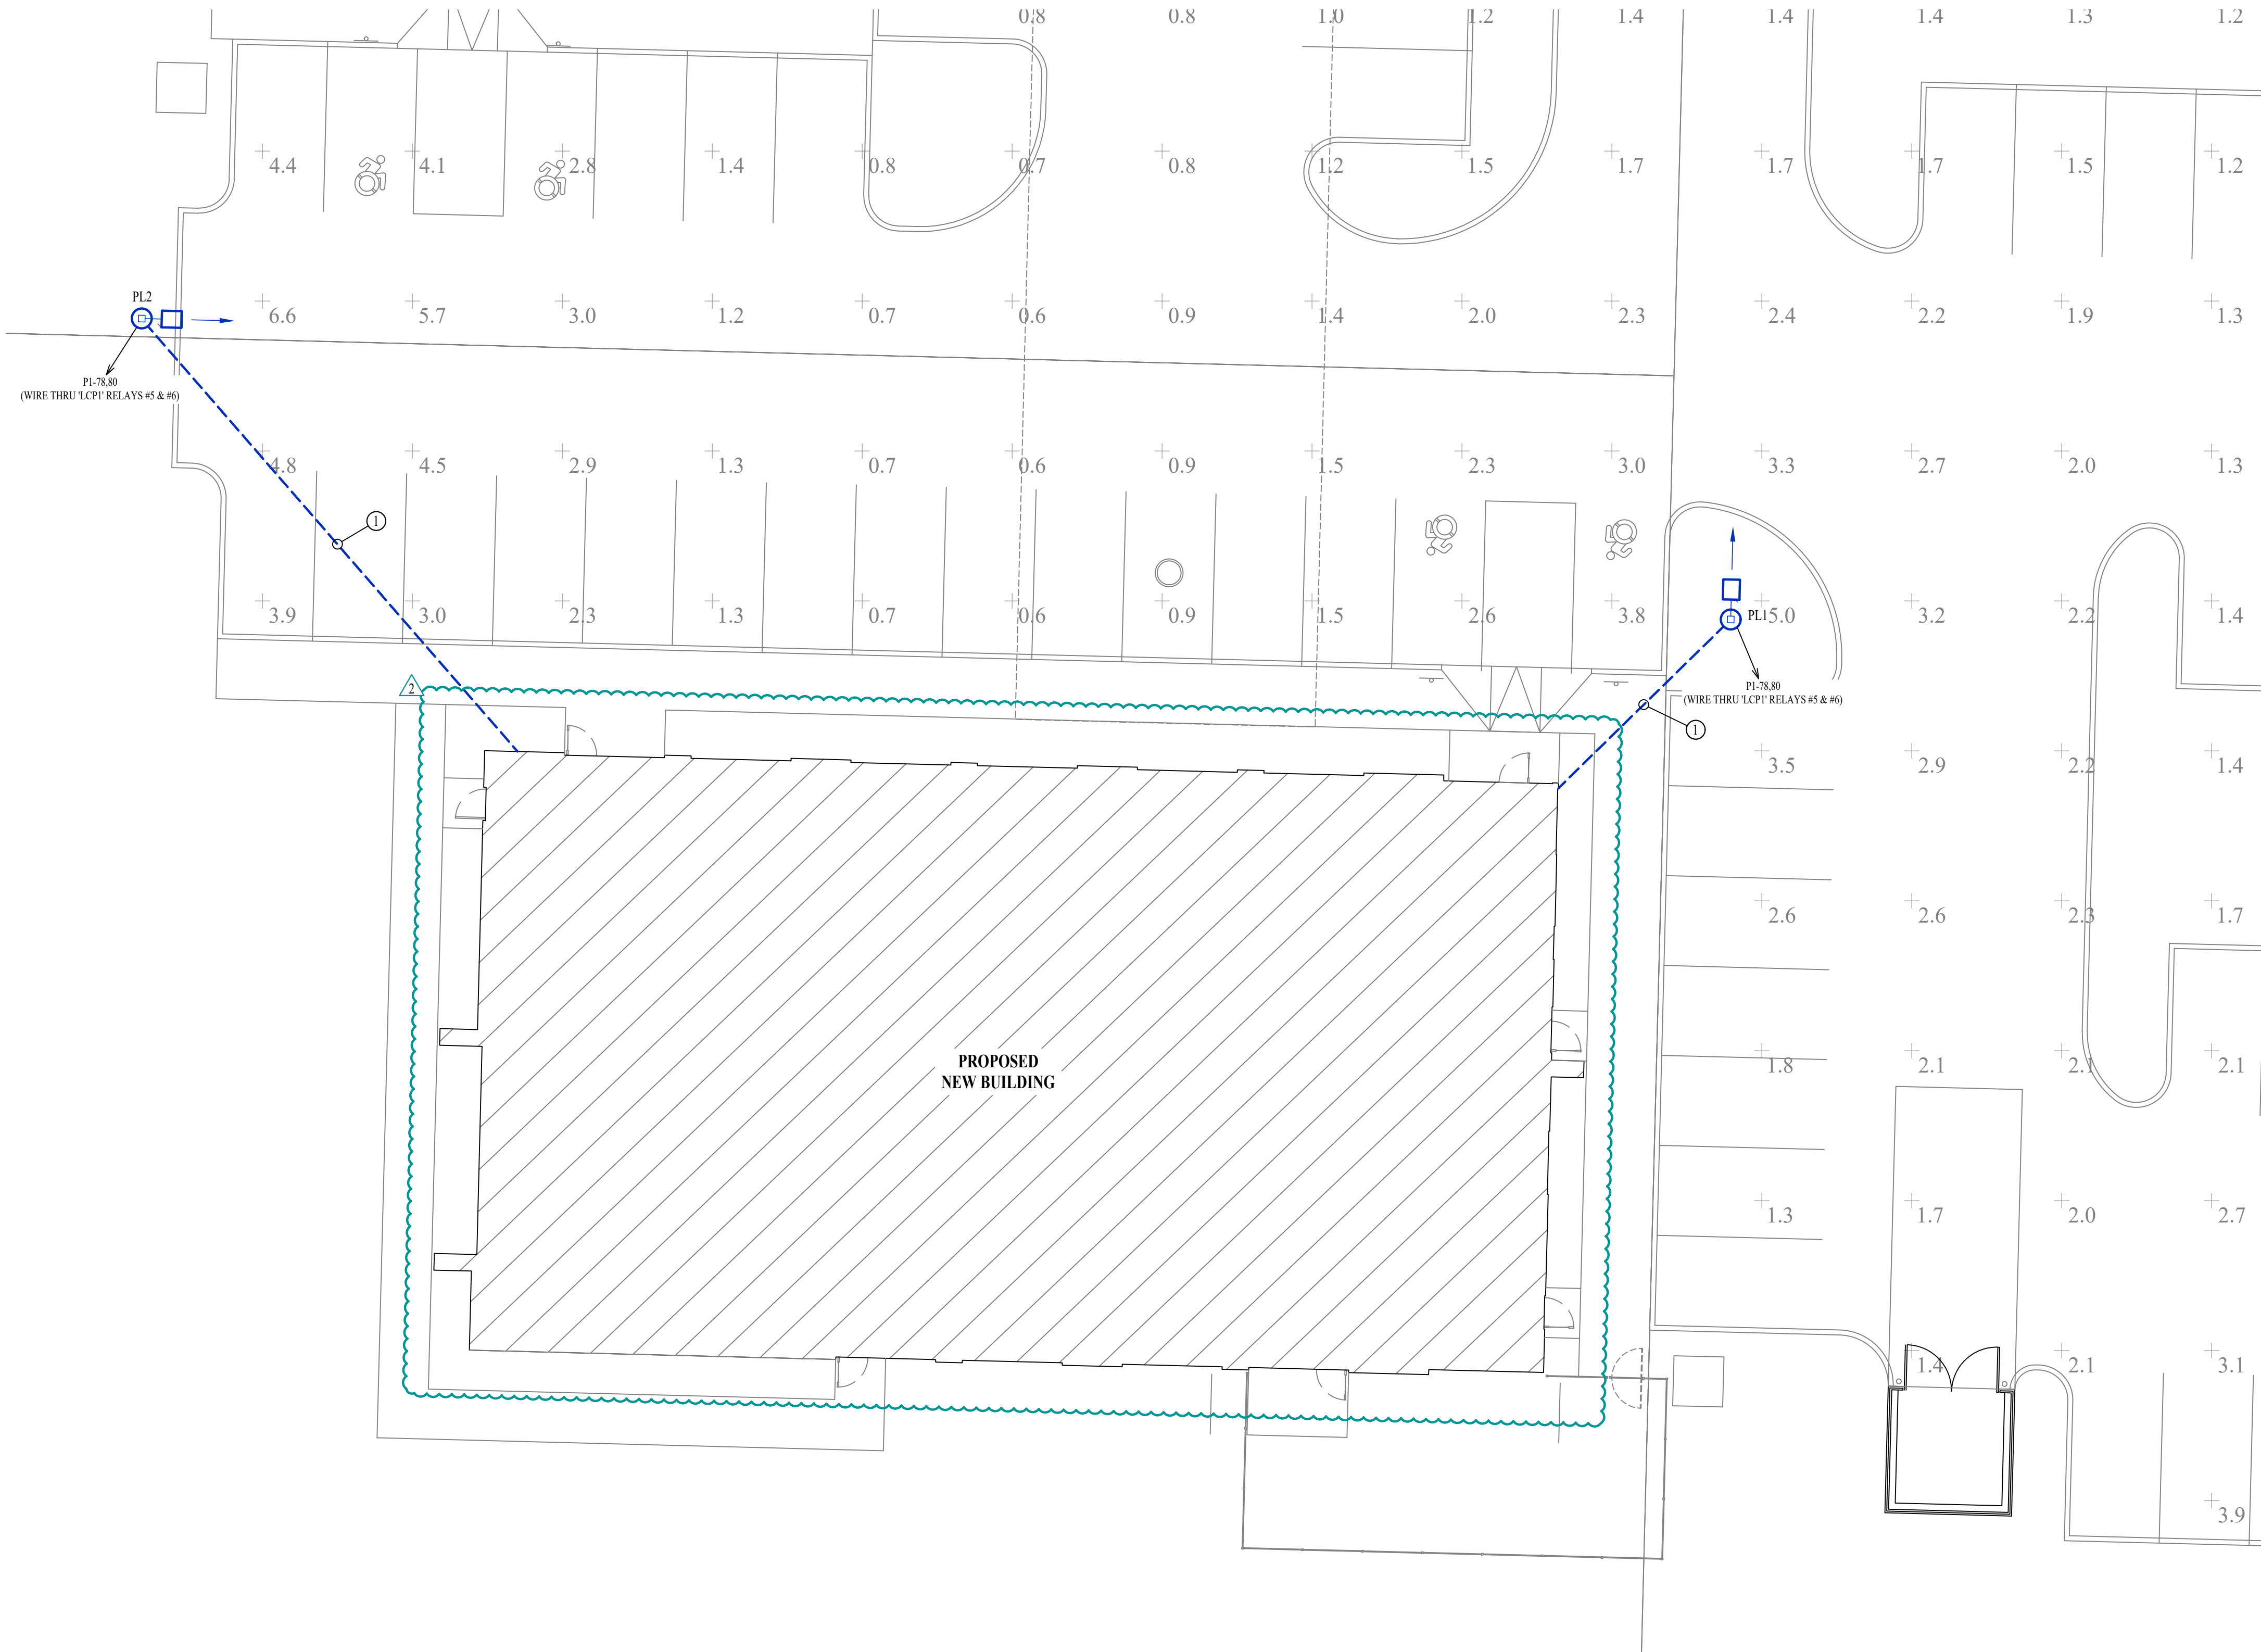 0.8 0.8 1.0 1.2 1.4 1.4 1.4 1.3 1.2
4.4 4.1 2.8 1.4 0.8 0.7 0.8 1.2 1.5 1.7 1.7 1.7 1.5 1.2
PL2
6.6 5.7 3.0 1.2 0.7 0.6 0.9 1.4 2.0 2.3 2.4 2.2 1.9 1.3
P1-78,80
(WIRE THRU 'LCP1' RELAYS #5 & #6)
4.8 4.5 2.9 1.3 0.7 0.6 0.9 1.5 2.3 3.0 3.3 2.7 2.0 1.3
1
3.9 3.0 2.3 1.3 0.7 0.6 0.9 1.5 2.6 3.8 PL1 5.0 3.2 2.2 1.4
2
P1-78,80
(WIRE THRU 'LCP1' RELAYS #5 & #6)
1
3.5 2.9 2.2 1.4
2.6 2.6 2.3 1.7
PROPOSED
NEW BUILDING
1.8 2.1 2.1 2.1
1.3 1.7 2.0 2.7
1.4 2.1 3.1
3.9